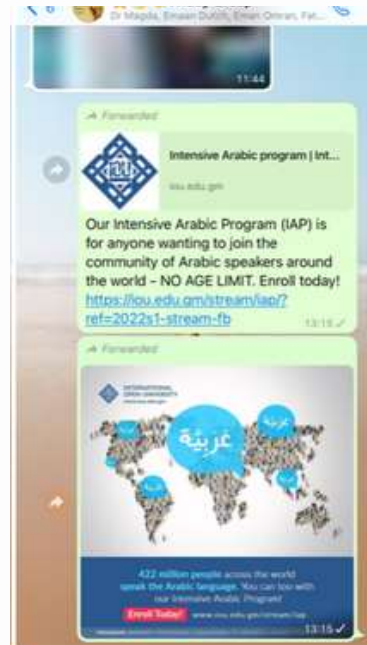 6
Dr Magda, Emaan Dutch, Eman Omran, Fat...
11:44
Forwarded
IOU
Intensive Arabic program | Int...
iou.edu.gm
Our Intensive Arabic Program (IAP) is
for anyone wanting to join the
community of Arabic speakers around
the world – NO AGE LIMIT. Enroll today!
https://iou.edu.gm/stream/iap/?
ref=2022s1-stream-fb
13:15
Forwarded
INTERNATIONAL
OPEN UNIVERSITY
عَرَبِيَّة
422 million people across the world
speak the Arabic language. You can too with
our Intensive Arabic Program!
Enroll Today! www.iou.edu.gm/stream/iap
13:15